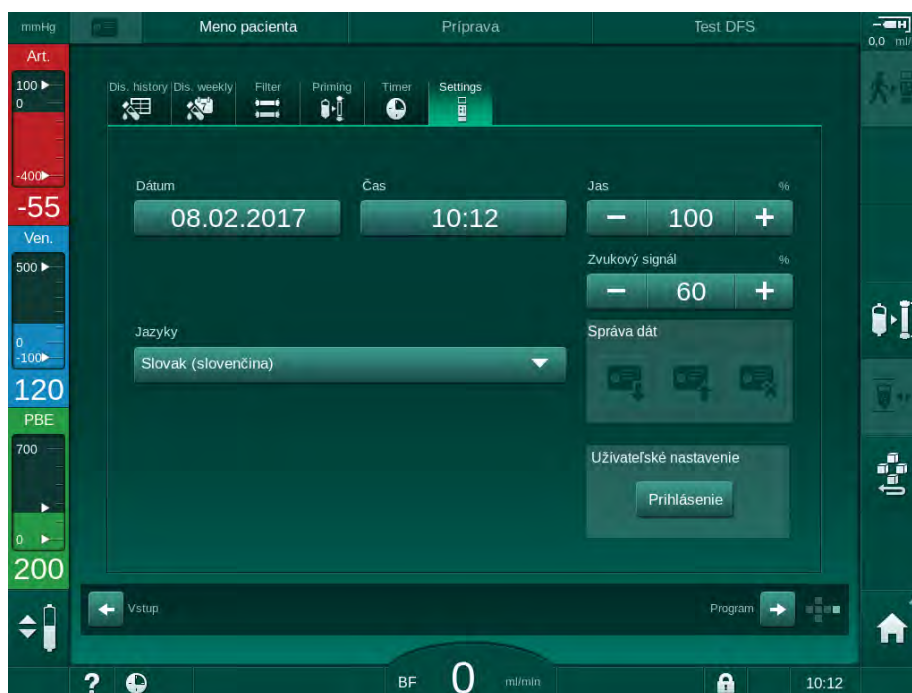 mmHg
Meno pacienta
Príprava
Test DFS
0,0 ml/
Art.
100
0
-400
-55
Ven.
500
0
-100
120
PBE
700
0
200
Dis. history
Dis. weekly
Filter
Priming
Timer
Settings
7
Dátum
Čas
Jas
%
08.02.2017
10:12
− 100 +
Zvukový signál
%
− 60 +
Jazyky
Slovak (slovenčina)
Správa dát
Uživateľské nastavenie
Prihlásenie
Vstup
Program
? BF 0 ml/min 10:12